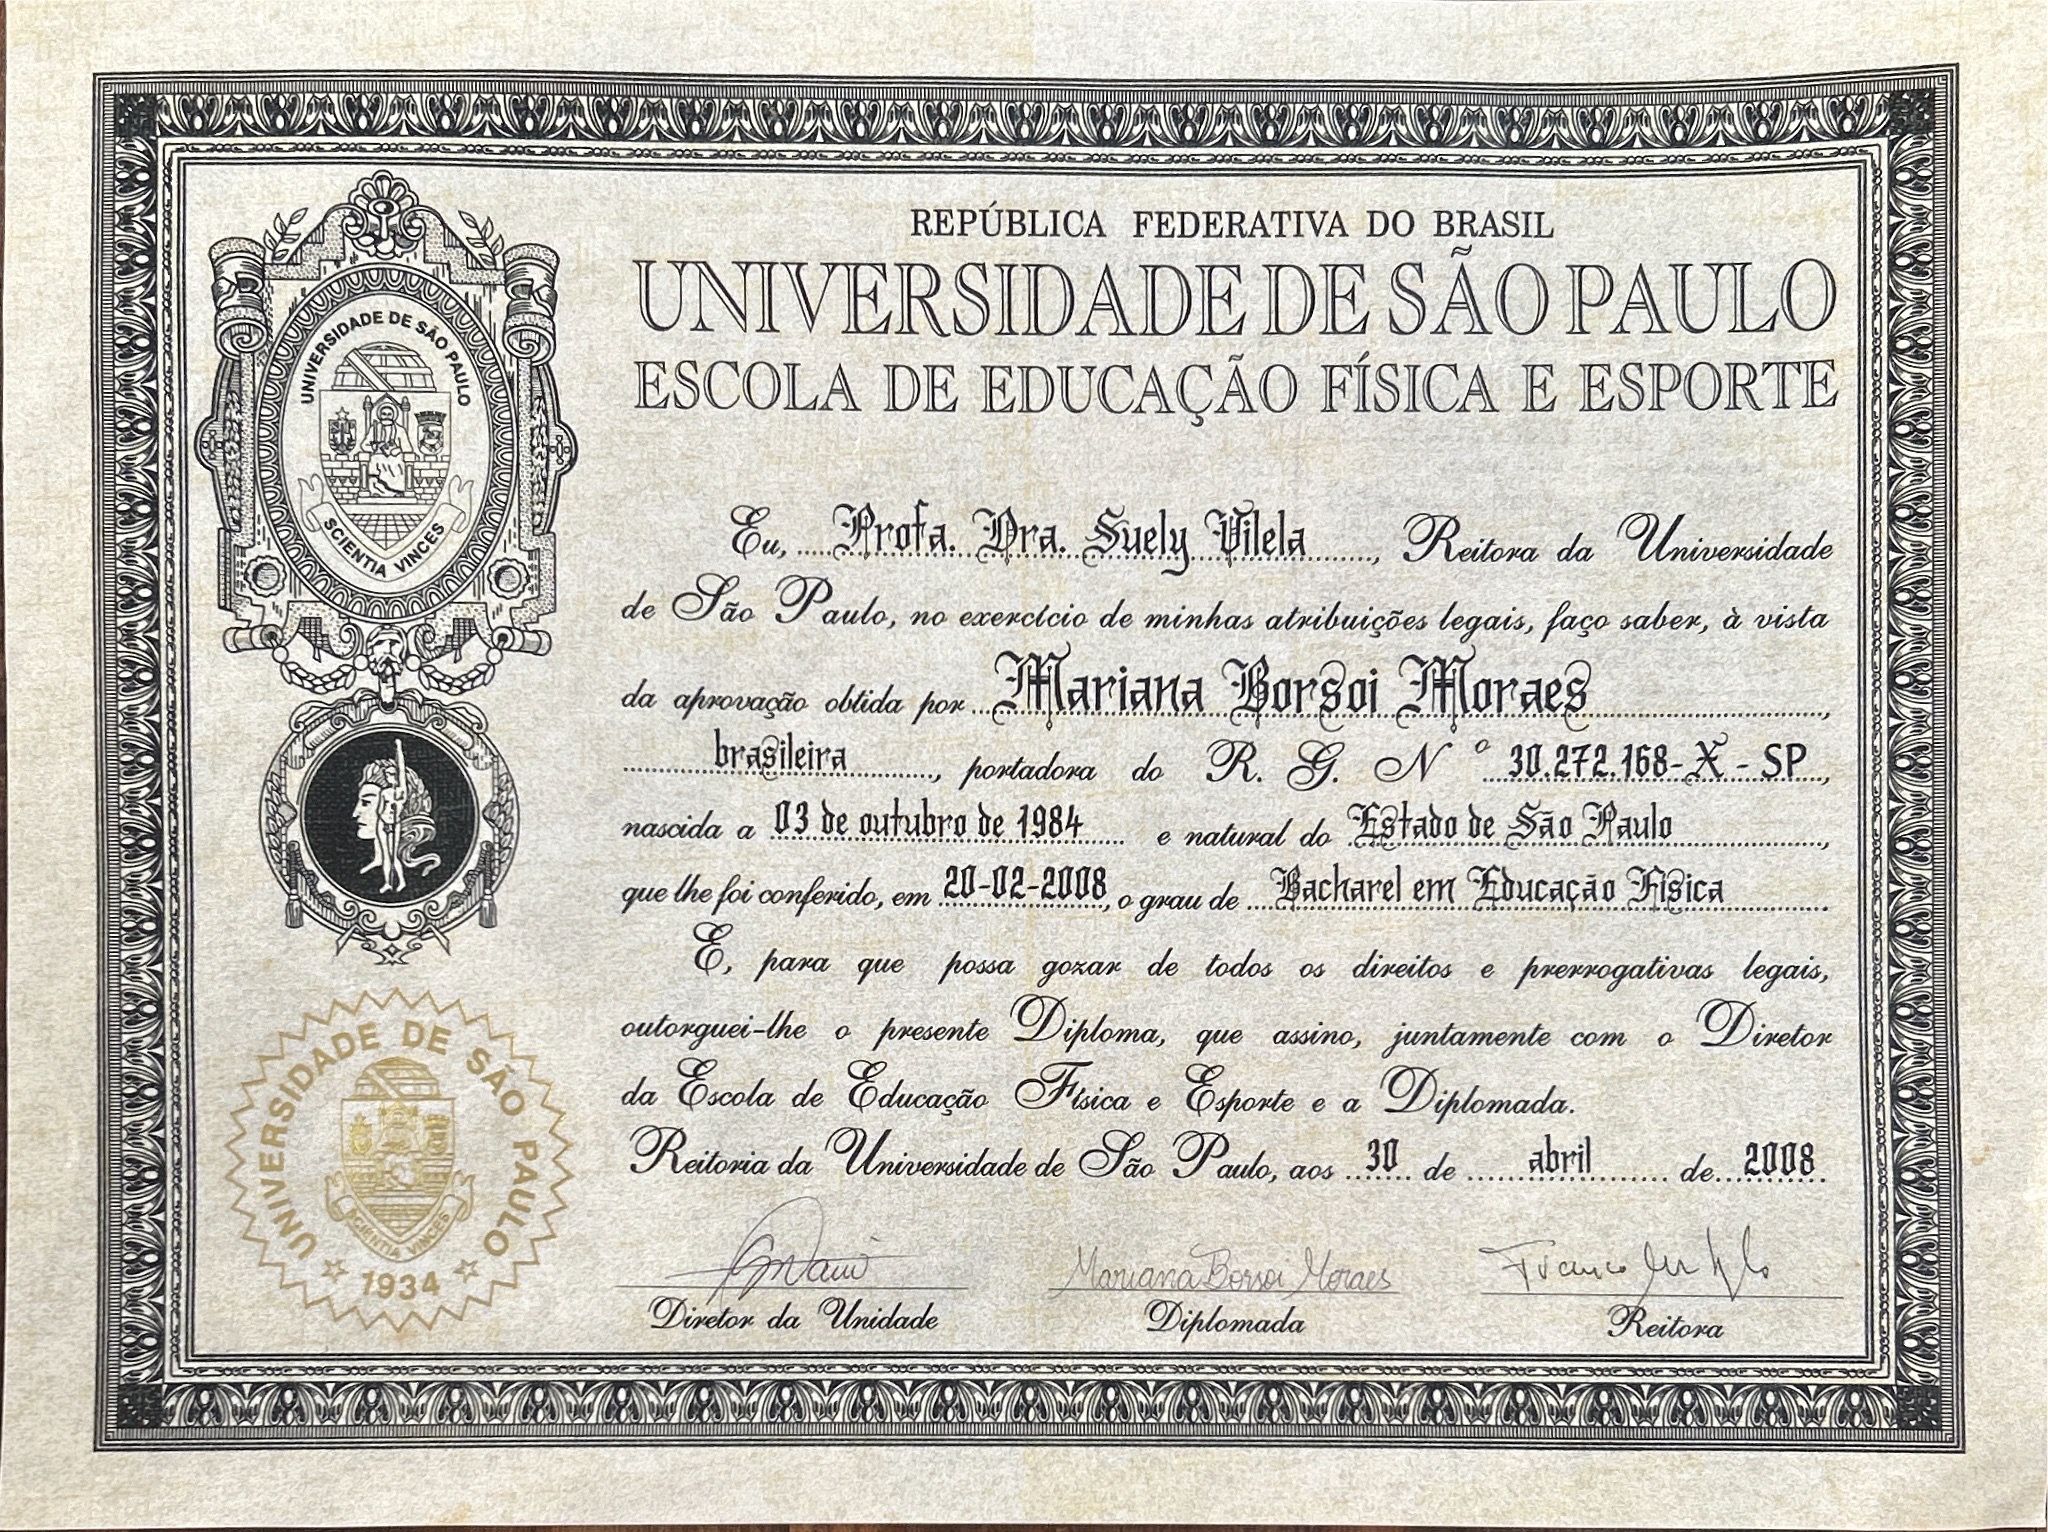 REPÚBLICA FEDERATIVA DO BRASIL
UNIVERSIDADE DE SÃO PAULO
ESCOLA DE EDUCAÇÃO FÍSICA E ESPORTE
UNIVERSIDADE DE SÃO PAULO
SCIENTIA VINCES
Eu, Profa. Dra. Suely Vilela, Reitora da Universidade
de São Paulo, no exercício de minhas atribuições legais, faço saber, à vista
da aprovação obtida por Mariana Borsoi Moraes,
brasileira, portadora do R. G. Nº 30.272.168-X - SP,
nascida a 03 de outubro de 1984 e natural do Estado de São Paulo,
que lhe foi conferido, em 20-02-2008, o grau de Bacharel em Educação Física.
E, para que possa gozar de todos os direitos e prerrogativas legais,
outorguei-lhe o presente Diploma, que assino, juntamente com o Diretor
da Escola de Educação Física e Esporte e a Diplomada.
Reitoria da Universidade de São Paulo, aos 30 de abril de 2008
UNIVERSIDADE DE SÃO PAULO
SCIENTIA VINCES
1934
Mariana Borsoi Moraes
Diretor da Unidade Diplomada Reitora